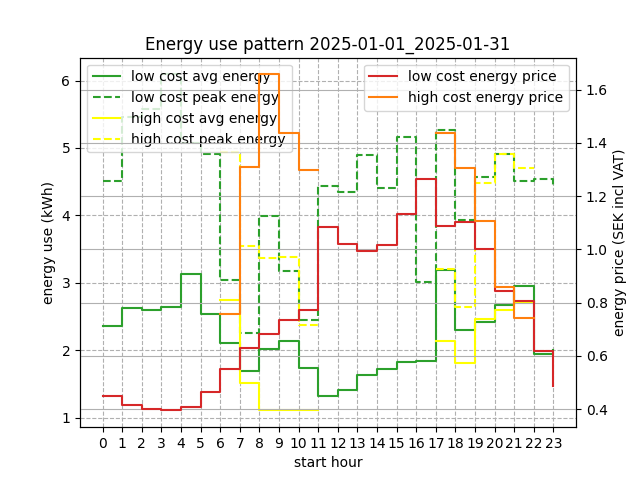 Energy use pattern 2025-01-01_2025-01-31
low cost avg energy
low cost peak energy
high cost avg energy
high cost peak energy
low cost energy price
high cost energy price
6
5
4
3
2
1
energy use (kWh)
1.6
1.4
1.2
1.0
0.8
0.6
0.4
energy price (SEK incl VAT)
0 1 2 3 4 5 6 7 8 9 10 11 12 13 14 15 16 17 18 19 20 21 22 23
start hour